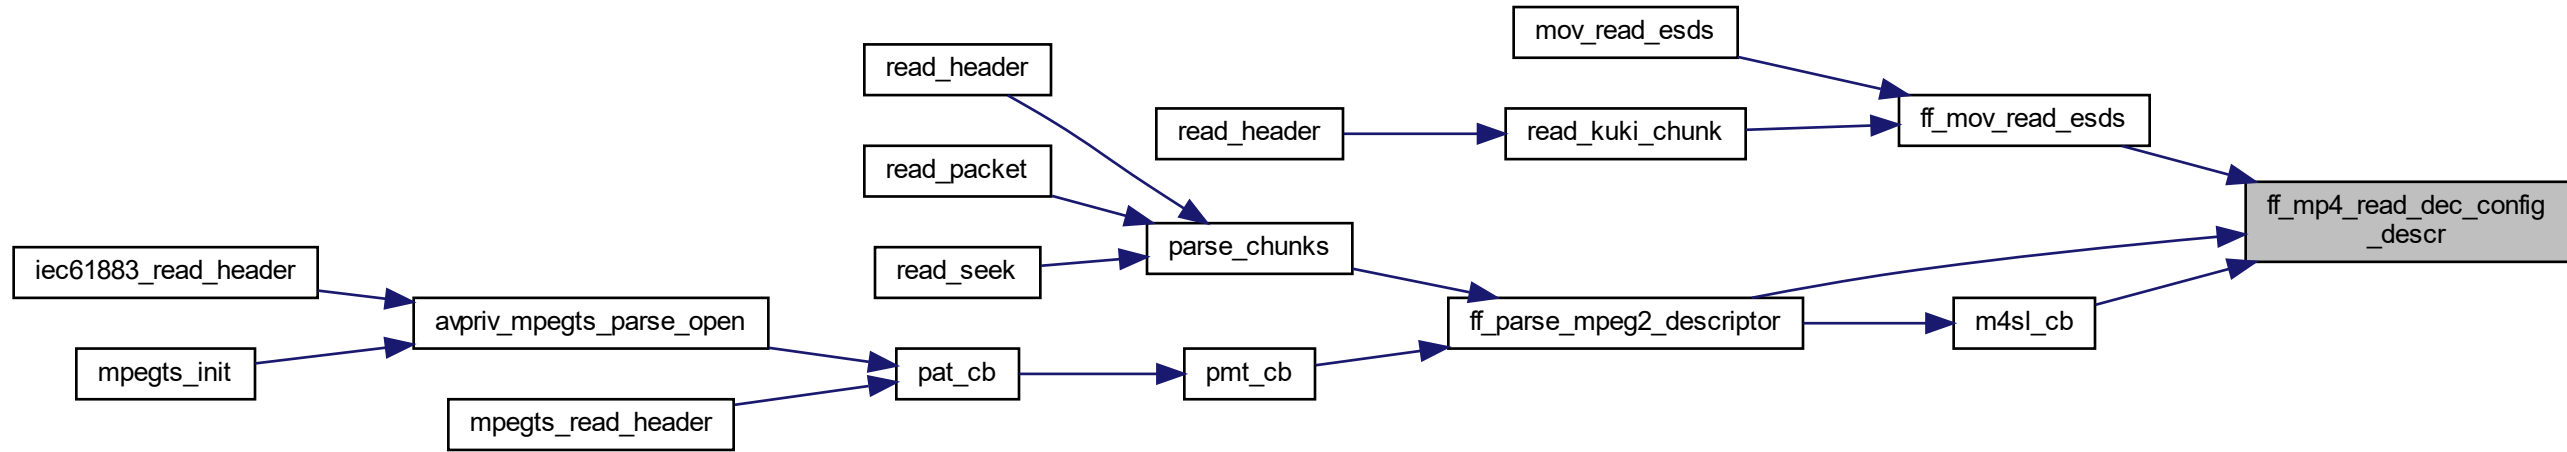 mov_read_esds
read_header
ff_mov_read_esds
read_header
read_kuki_chunk
read_packet
ff_mp4_read_dec_config
_descr
parse_chunks
iec61883_read_header
read_seek
avpriv_mpegts_parse_open
ff_parse_mpeg2_descriptor
m4sl_cb
mpegts_init
pat_cb
pmt_cb
mpegts_read_header